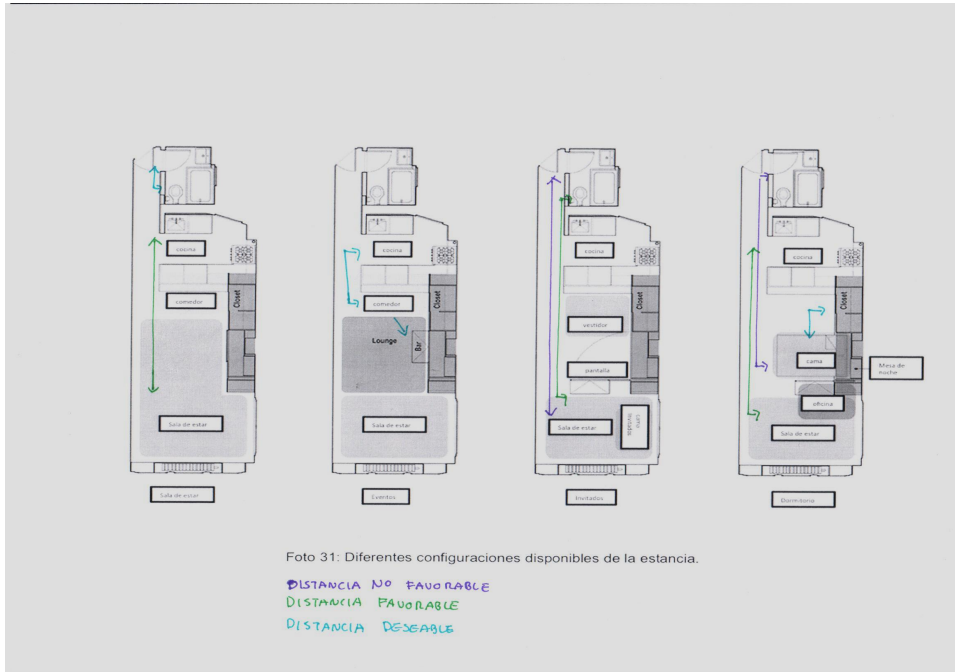 cocina
comedor
Closet
Sala de estar
Sala de estar
cocina
comedor
Closet
Lounge
Bar
Sala de estar
Eventos
cocina
Closet
vestidor
pantalla
Sala de estar
Cama
Invitados
Invitados
cocina
cama
Mesa de
noche
oficina
Sala de estar
Dormitorio
Foto 31: Diferentes configuraciones disponibles de la estancia.
DISTANCIA NO FAVORABLE
DISTANCIA FAVORABLE
DISTANCIA DESEABLE